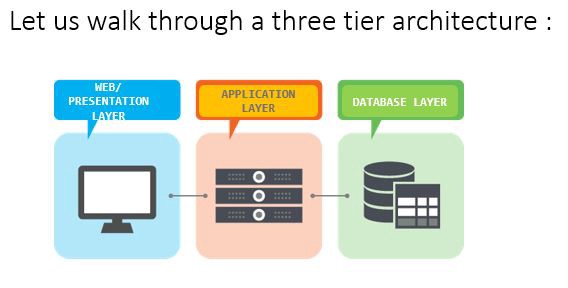 Let us walk through a three tier architecture :
WEB/
PRESENTATION
LAYER
APPLICATION
LAYER
DATABASE LAYER